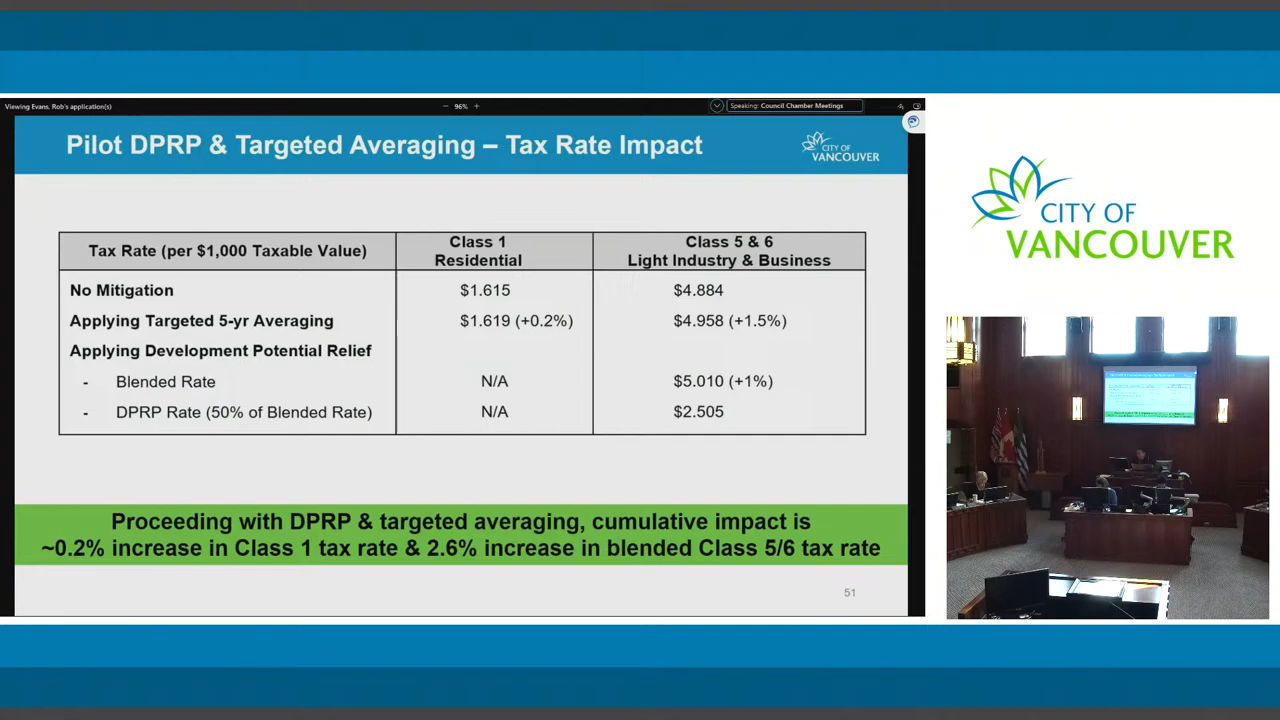 Viewing Evans, Rob's application(s)
− 96% +
Speaking: Council Chamber Meetings
Pilot DPRP & Targeted Averaging – Tax Rate Impact
CITY OF
VANCOUVER
Tax Rate (per $1,000 Taxable Value)
Class 1
Residential
Class 5 & 6
Light Industry & Business
No Mitigation
$1.615
$4.884
Applying Targeted 5-yr Averaging
$1.619 (+0.2%)
$4.958 (+1.5%)
Applying Development Potential Relief
- Blended Rate
N/A
$5.010 (+1%)
- DPRP Rate (50% of Blended Rate)
N/A
$2.505
Proceeding with DPRP & targeted averaging, cumulative impact is
~0.2% increase in Class 1 tax rate & 2.6% increase in blended Class 5/6 tax rate
51
CITY OF
VANCOUVER